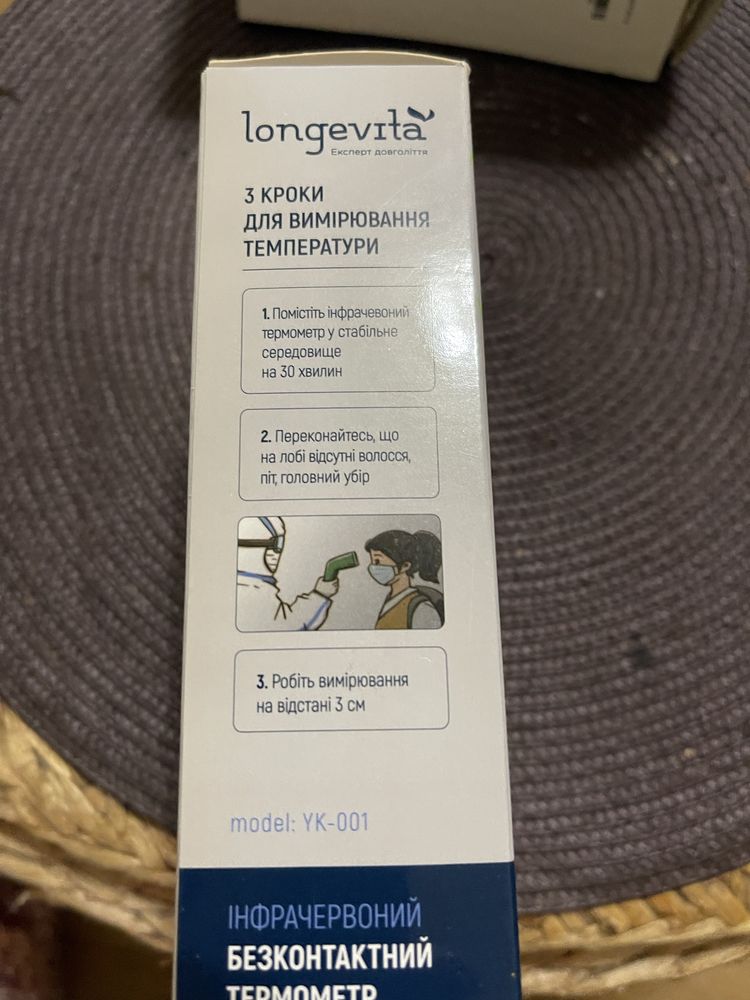 longevita
Експерт довголіття
3 КРОКИ
ДЛЯ ВИМІРЮВАННЯ
ТЕМПЕРАТУРИ
1. Помістіть інфрачевоний
термометр у стабільне
середовище
на 30 хвилин
2. Переконайтесь, що
на лобі відсутні волосся,
піт, головний убір
3. Робіть вимірювання
на відстані 3 см
model: YK-001
ІНФРАЧЕРВОНИЙ
БЕЗКОНТАКТНИЙ
ТЕРМОМЕТР